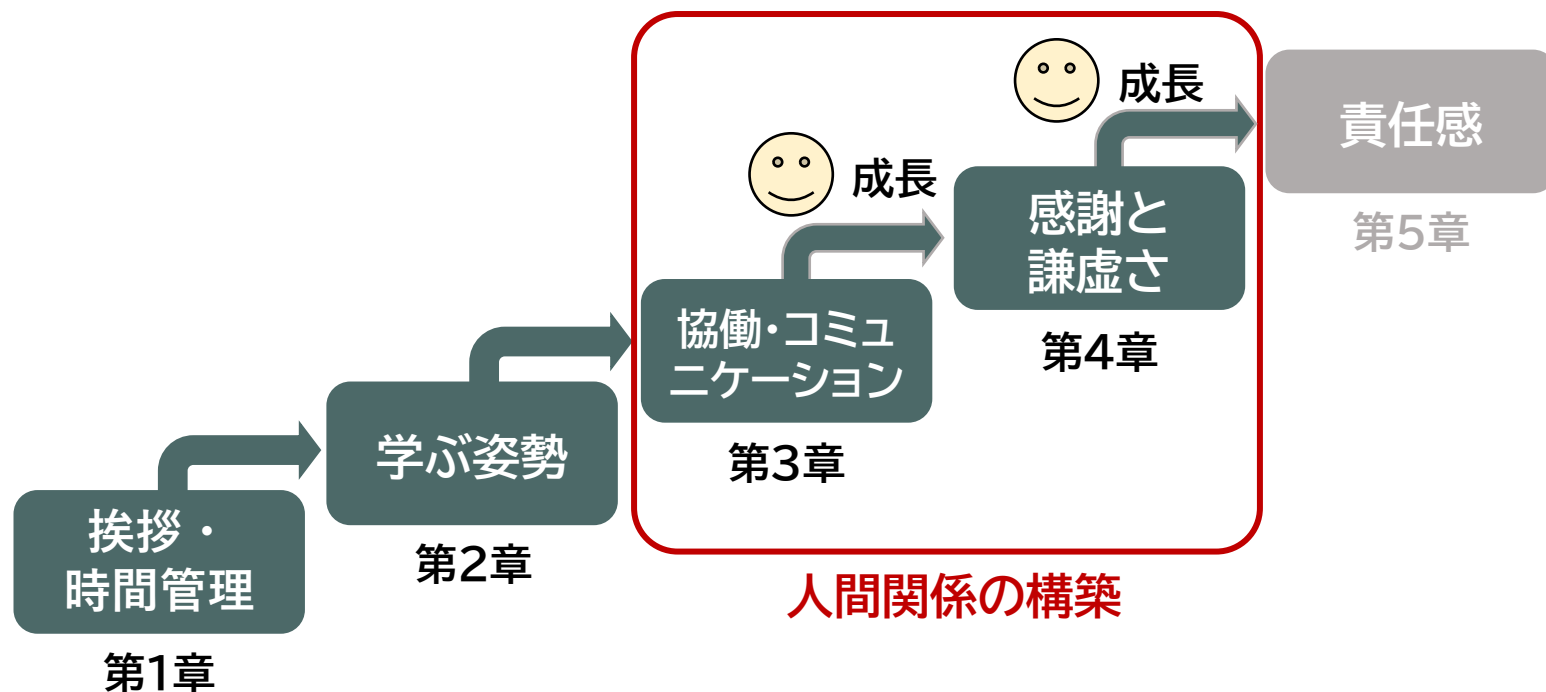 挨拶・
時間管理
第1章
学ぶ姿勢
第2章
協働・コミュ
ニケーション
第3章
成長
感謝と
謙虚さ
第4章
成長
責任感
第5章
人間関係の構築